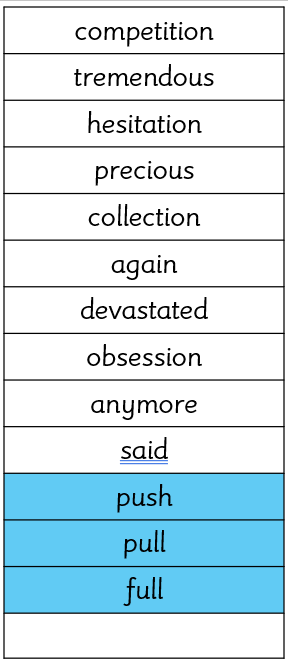 competition
tremendous
hesitation
precious
collection
again
devastated
obsession
anymore
said
push
pull
full